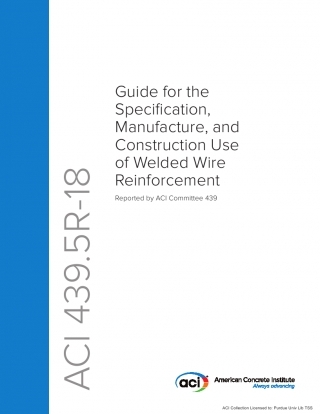 Guide for the
Specification,
Manufacture, and
Construction Use
of Welded Wire
Reinforcement
Reported by ACI Committee 439
ACI 439.5R-18
aci
American Concrete Institute
Always advancing
ACI Collection Licensed to: Purdue Univ Lib TSS